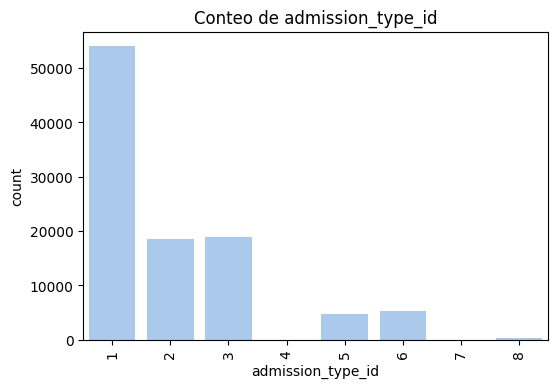 Conteo de admission_type_id
count
50000
40000
30000
20000
10000
0
1 2 3 4 5 6 7 8
admission_type_id